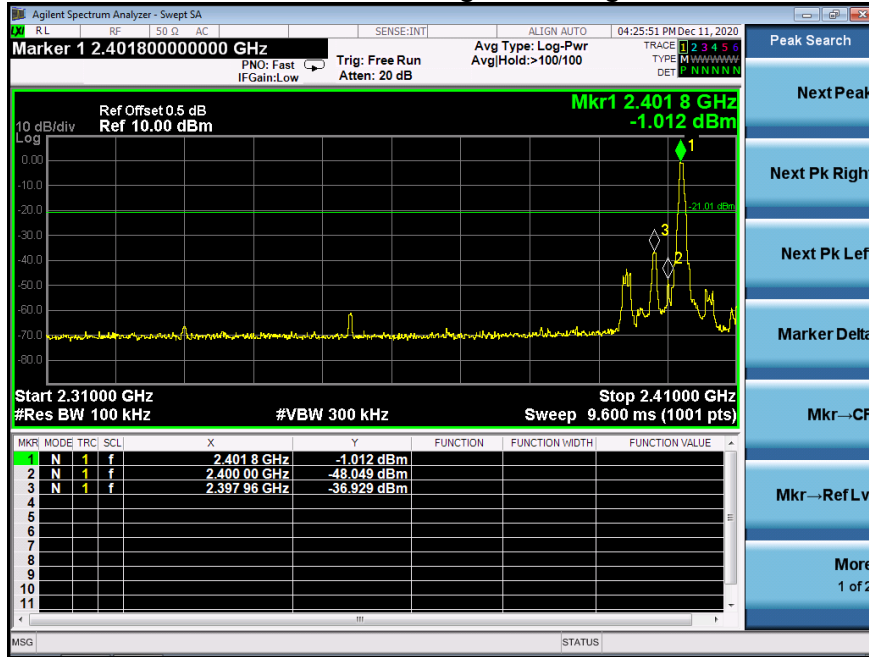 Agilent Spectrum Analyzer - Swept SA
RL RF 50 Ω AC SENSE:INT ALIGN AUTO 04:25:51 PM Dec 11, 2020
Marker 1 2.401800000000 GHz
PNO: Fast Trig: Free Run Avg Type: Log-Pwr TRACE 1 2 3 4 5 6
IFGain:Low Atten: 20 dB Avg|Hold:>100/100 TYPE M W W W W W
DET P N N N N N
Peak Search
Ref Offset 0.5 dB Mkr1 2.401 8 GHz
10 dB/div Ref 10.00 dBm -1.012 dBm
Log
1
0.00
-10.0
-20.0
-21.01 dBm
-30.0
3
-40.0
2
-50.0
-60.0
-70.0
-80.0
Start 2.31000 GHz Stop 2.41000 GHz
#Res BW 100 kHz #VBW 300 kHz Sweep 9.600 ms (1001 pts)
MKR MODE TRC SCL X Y FUNCTION FUNCTION WIDTH FUNCTION VALUE
1 N 1 f 2.401 8 GHz -1.012 dBm
2 N 1 f 2.400 00 GHz -48.049 dBm
3 N 1 f 2.397 96 GHz -36.929 dBm
4
5
6
7
8
9
10
11
MSG STATUS
Next Peak
Next Pk Righ
Next Pk Lef
Marker Delta
Mkr→CF
Mkr→Ref Lv
More
1 of 2